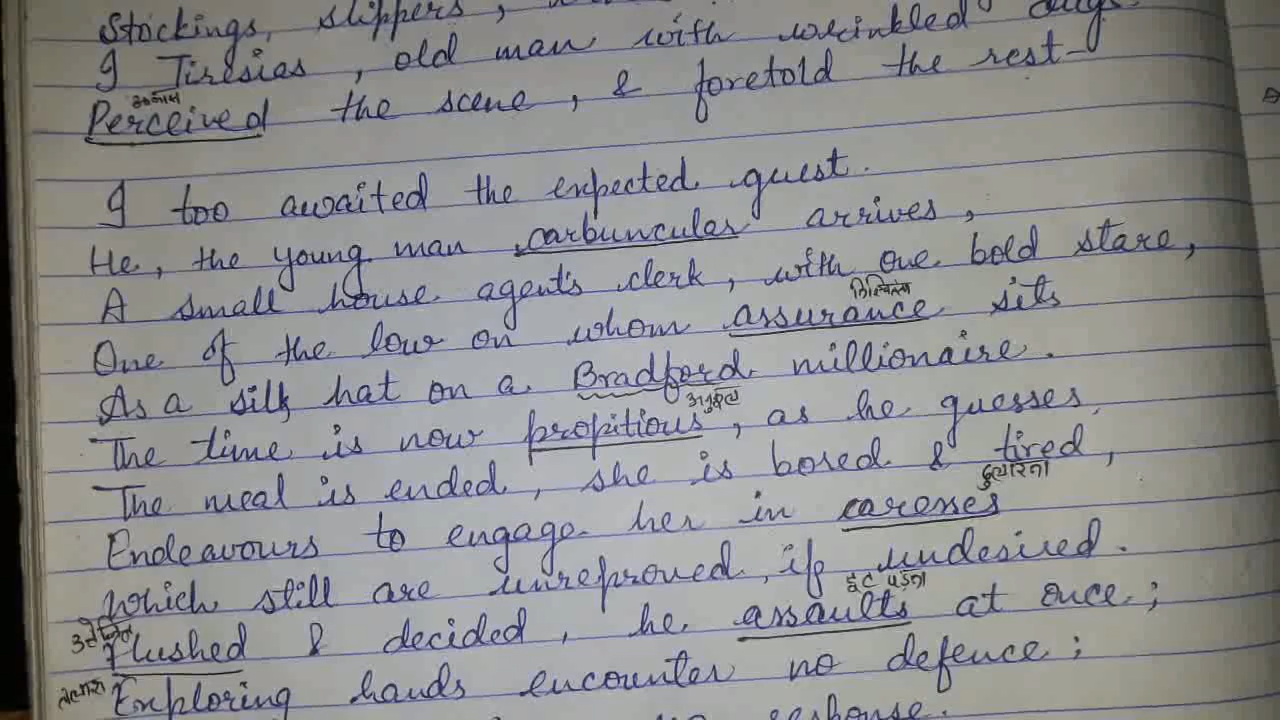 Stockings, slippers,
I Tiresias, old man with wrinkled dugs
Perceived the scene, & foretold the rest-
I too awaited the expected guest.
He, the young man carbuncular arrives,
A small house agent's clerk, with one bold stare,
One of the low on whom assurance sits
As a silk hat on a Bradford millionaire.
अनुकूल
The time is now propitious, as he guesses,
The meal is ended, she is bored & tired,
दुलारना
Endeavours to engage her in caresses
Which still are unreproved, if undesired.
टूट पड़ना
Flushed & decided, he assaults at once;
Exploring hands encounter no defence;
response.